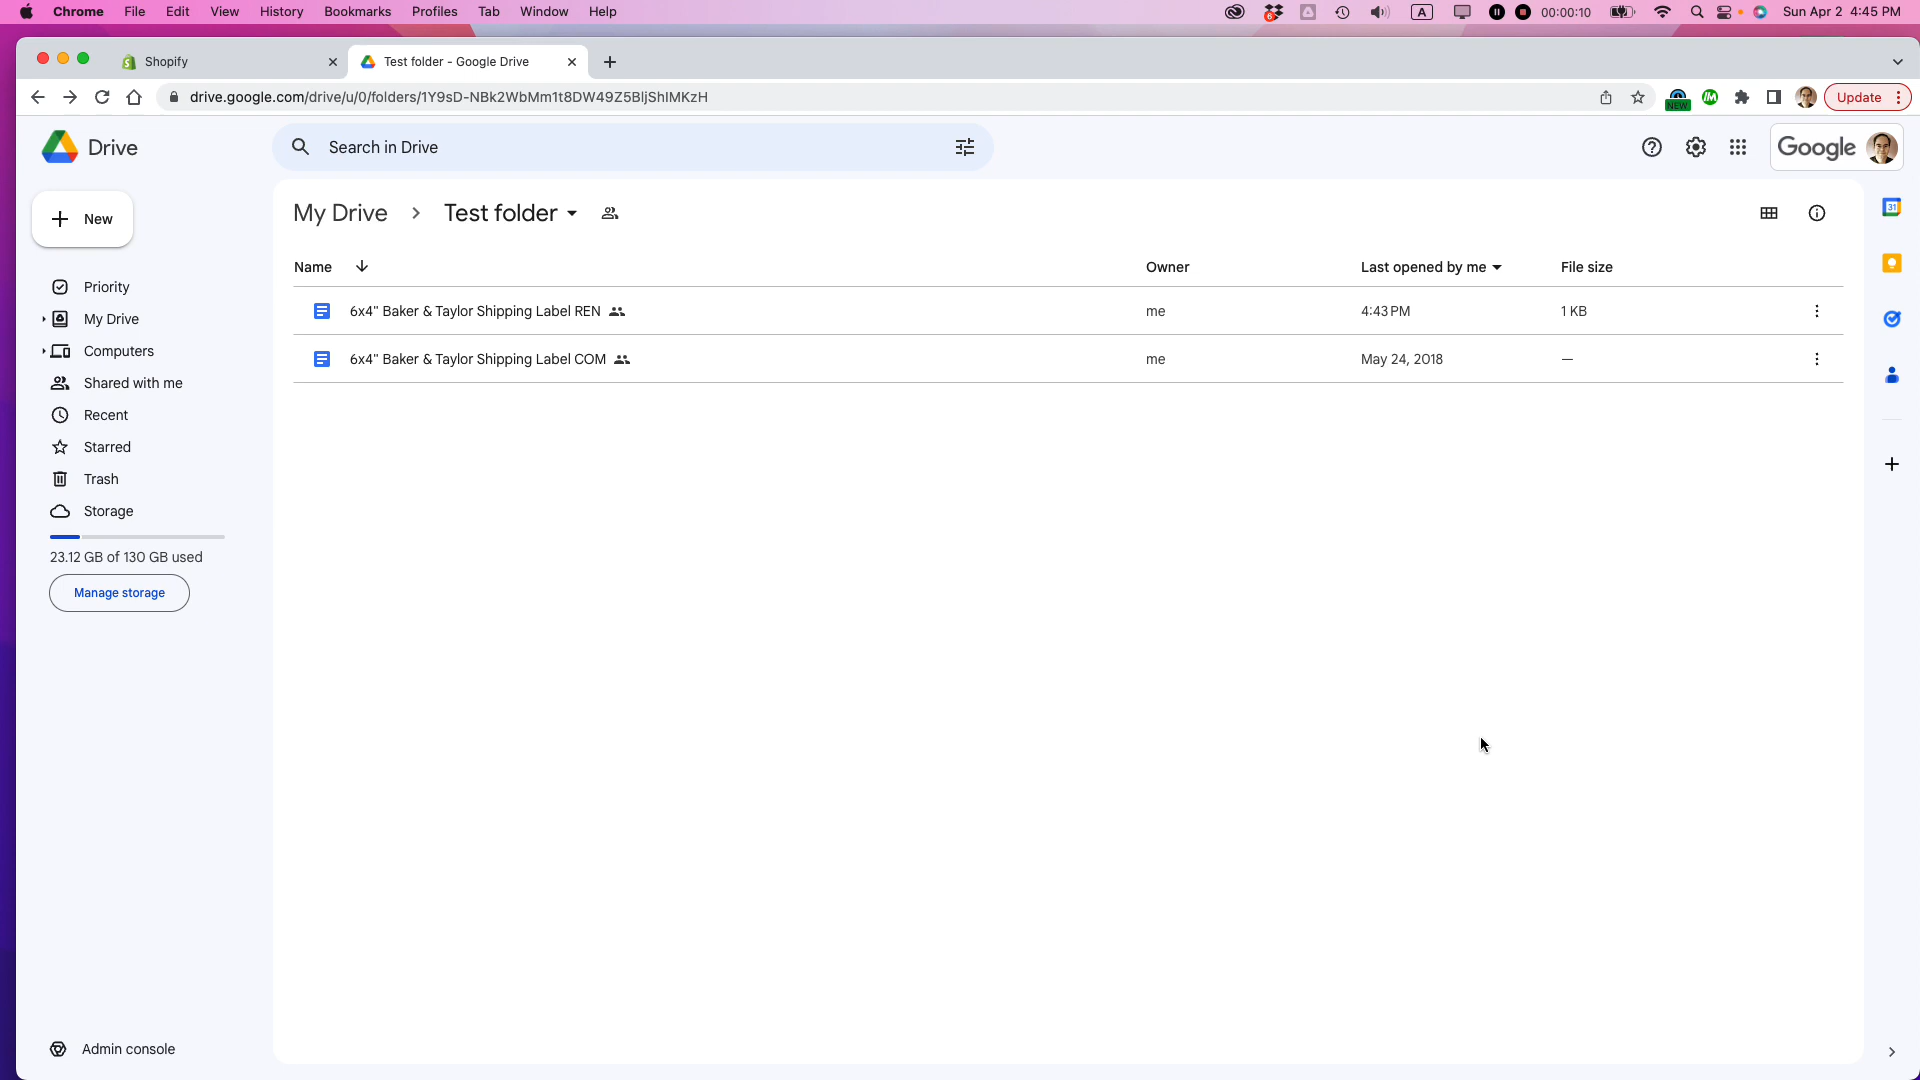 Chrome File Edit View History Bookmarks Profiles Tab Window Help
6 A 00:00:10 Sun Apr 2 4:45 PM
Shopify
Test folder - Google Drive
drive.google.com/drive/u/0/folders/1Y9sD-NBk2WbMm1t8DW49Z5BljShIMKzH
NEW
Update
Drive
Search in Drive
Google
New
My Drive > Test folder
31
Name Owner Last opened by me File size
6x4" Baker & Taylor Shipping Label REN me 4:43 PM 1 KB
6x4" Baker & Taylor Shipping Label COM me May 24, 2018 —
Priority
My Drive
Computers
Shared with me
Recent
Starred
Trash
Storage
23.12 GB of 130 GB used
Manage storage
Admin console